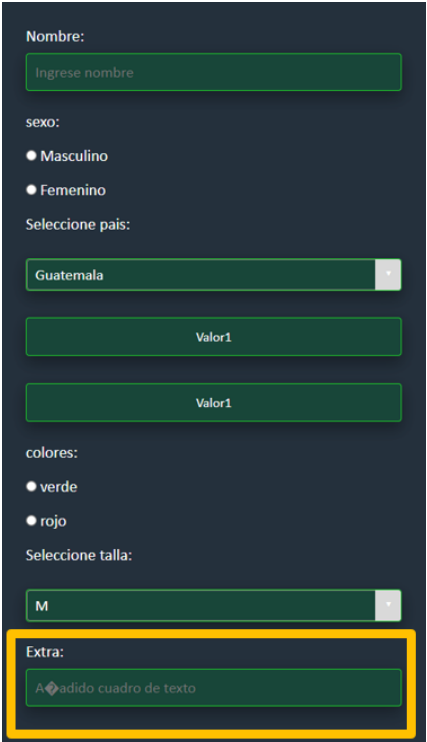 Nombre:
Ingrese nombre
sexo:
Masculino
Femenino
Seleccione pais:
Guatemala
Valor1
Valor1
colores:
verde
rojo
Seleccione talla:
M
Extra:
A�adido cuadro de texto